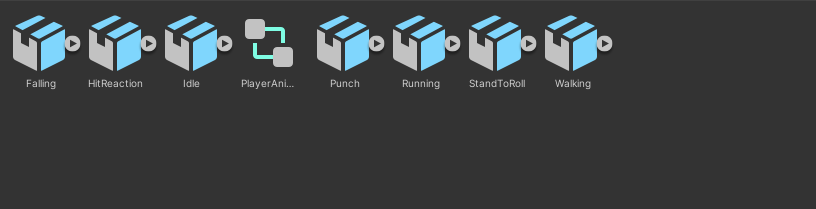 Falling
HitReaction
Idle
PlayerAni...
Punch
Running
StandToRoll
Walking